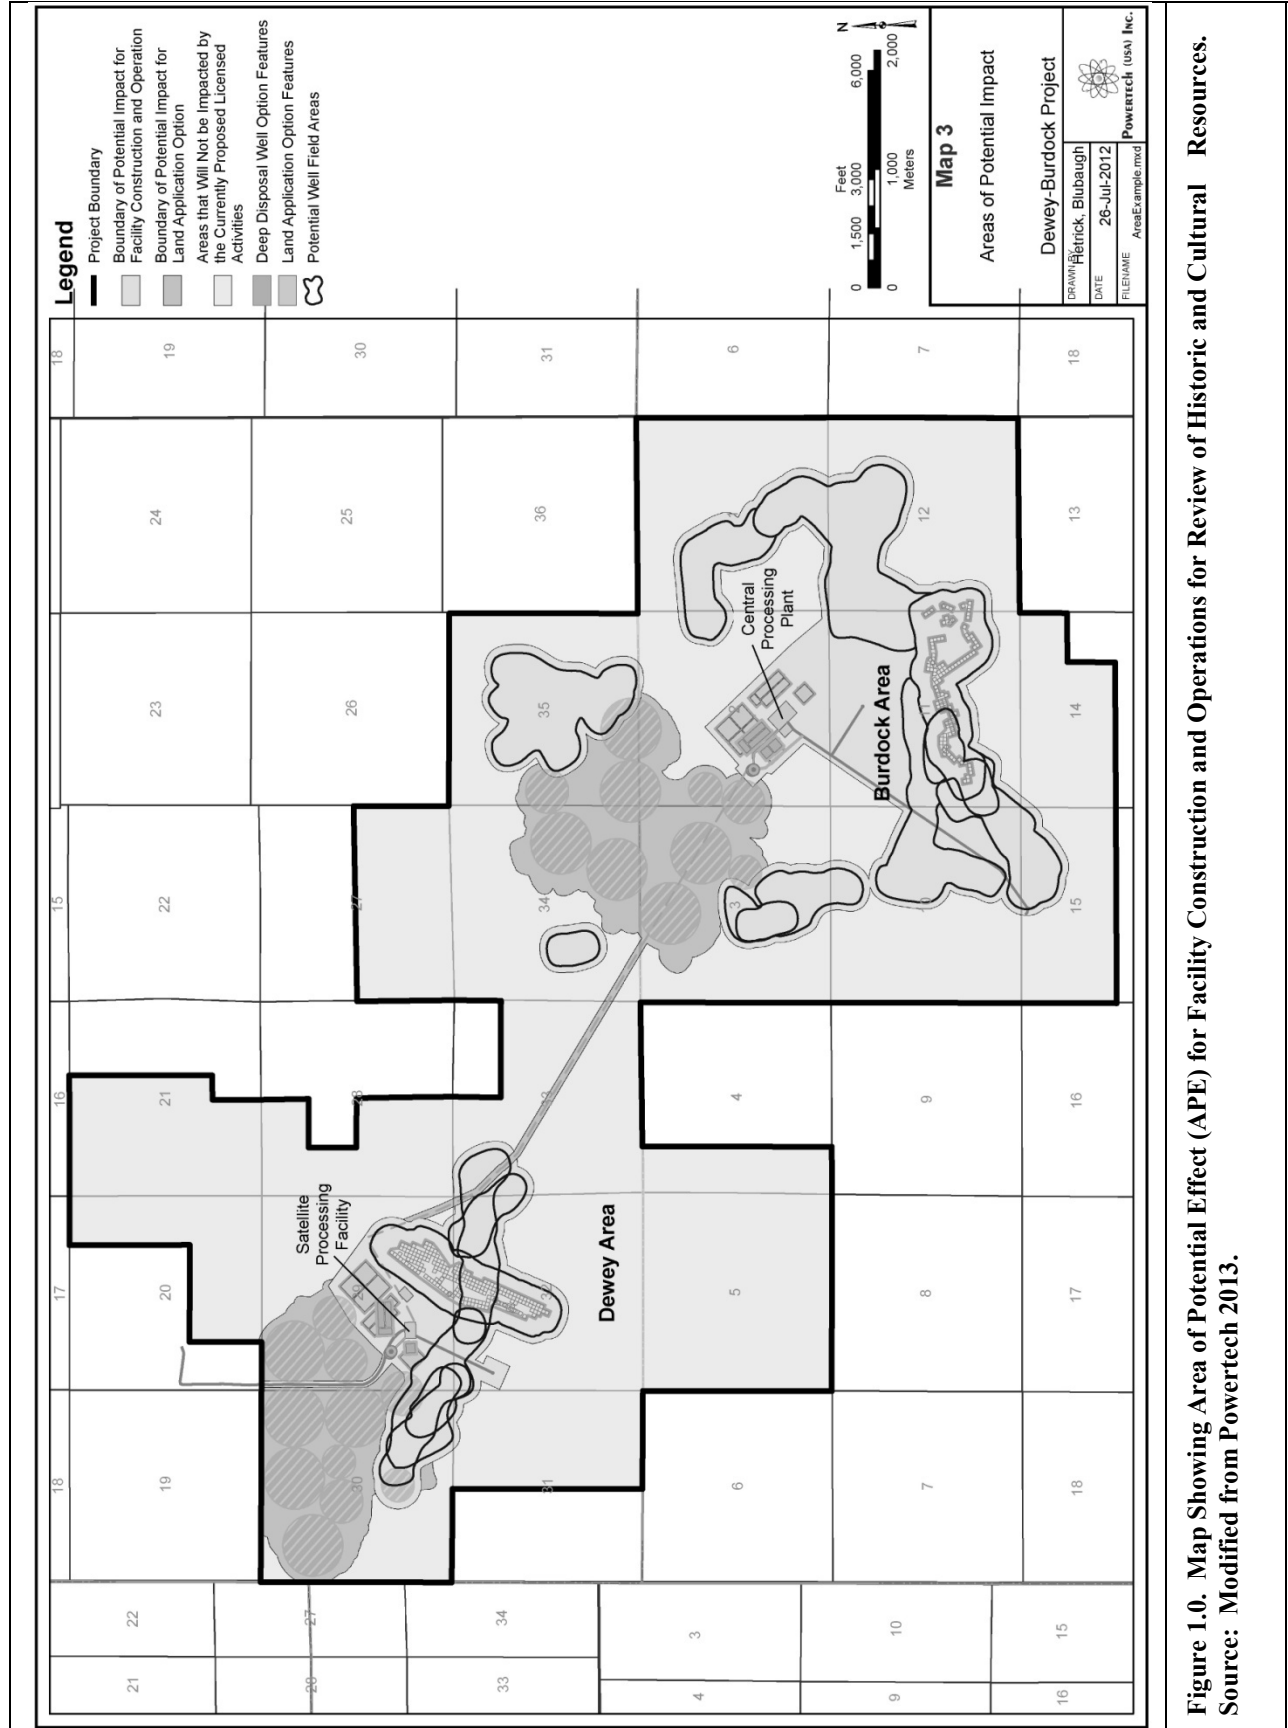 18
17
16
15
18
21
22
19
20
21
22
23
24
19
28
27
30
29
28
27
26
25
30
33
34
31
32
33
34
35
36
31
4
3
6
5
4
3
6
9
10
7
8
9
10
11
12
7
16
15
18
17
16
15
14
13
18
Satellite
Processing
Facility
Dewey Area
Central
Processing
Plant
Burdock Area
Legend
Project Boundary
Boundary of Potential Impact for
Facility Construction and Operation
Boundary of Potential Impact for
Land Application Option
Areas that Will Not be Impacted by
the Currently Proposed Licensed
Activities
Deep Disposal Well Option Features
Land Application Option Features
Potential Well Field Areas
N
Feet
0 1,500 3,000 6,000
0 1,000 2,000
Meters
Map 3
Areas of Potential Impact
Dewey-Burdock Project
DRAWN BY Hetrick, Blubaugh
DATE 26-Jul-2012
FILENAME AreaExample.mxd
POWERTECH (USA) INC.
Figure 1.0. Map Showing Area of Potential Effect (APE) for Facility Construction and Operations for Review of Historic and Cultural Resources.
Source: Modified from Powertech 2013.